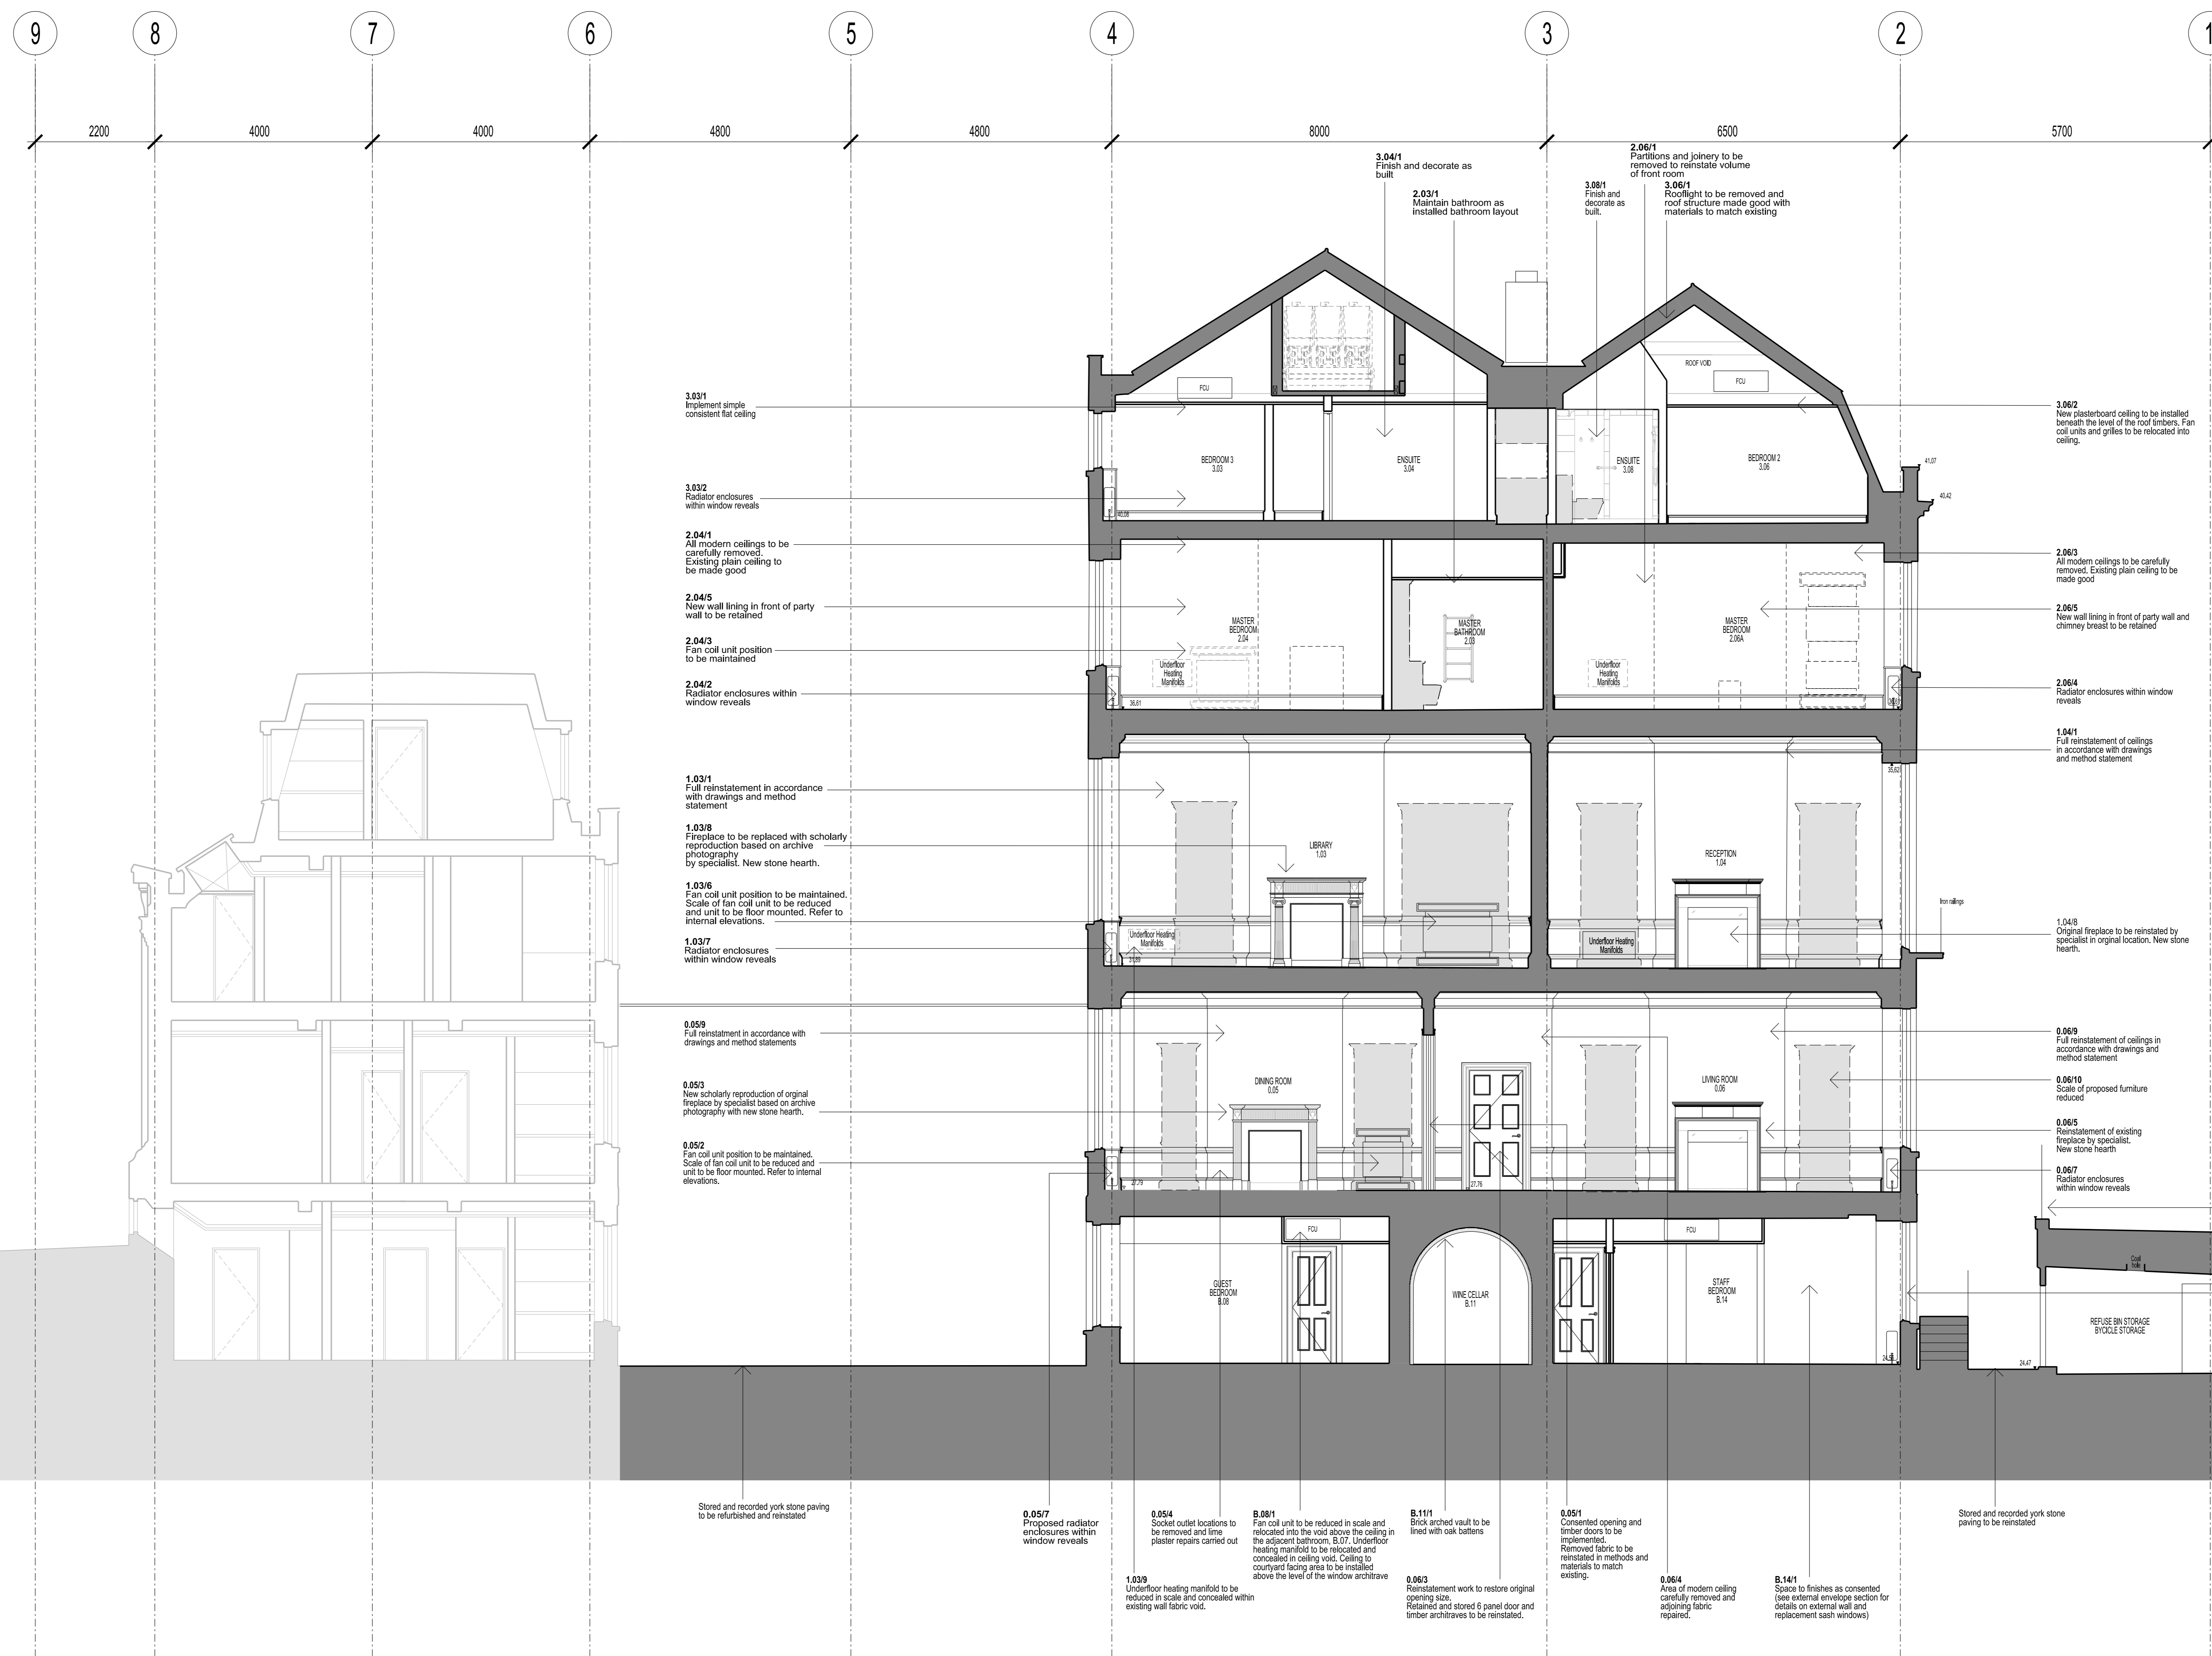 9
8
7
6
5
4
3
2
1
2200
4000
4000
4800
4800
8000
6500
5700
3.04/1
Finish and decorate as
built
2.03/1
Maintain bathroom as
installed bathroom layout
3.08/1
Finish and
decorate as
built.
2.06/1
Partitions and joinery to be
removed to reinstate volume
of front room
3.06/1
Rooflight to be removed and
roof structure made good with
materials to match existing
3.03/1
Implement simple
consistent flat ceiling
3.03/2
Radiator enclosures
within window reveals
2.04/1
All modern ceilings to be
carefully removed.
Existing plain ceiling to
be made good
2.04/5
New wall lining in front of party
wall to be retained
2.04/3
Fan coil unit position
to be maintained
2.04/2
Radiator enclosures within
window reveals
1.03/1
Full reinstatement in accordance
with drawings and method
statement
1.03/8
Fireplace to be replaced with scholarly
reproduction based on archive
photography
by specialist. New stone hearth.
1.03/6
Fan coil unit position to be maintained.
Scale of fan coil unit to be reduced
and unit to be floor mounted. Refer to
internal elevations.
1.03/7
Radiator enclosures
within window reveals
0.05/9
Full reinstatment in accordance with
drawings and method statements
0.05/3
New scholarly reproduction of orginal
fireplace by specialist based on archive
photography with new stone hearth.
0.05/2
Fan coil unit position to be maintained.
Scale of fan coil unit to be reduced and
unit to be floor mounted. Refer to internal
elevations.
FCU
ROOF VOID
FCU
BEDROOM 3
3.03
ENSUITE
3.04
ENSUITE
3.08
BEDROOM 2
3.06
41,07
40,42
40,08
MASTER
BEDROOM
2.04
Underfloor
Heating
Manifolds
36,61
MASTER
BATHROOM
2.03
Underfloor
Heating
Manifolds
MASTER
BEDROOM
2.06A
35,62
LIBRARY
1.03
Underfloor Heating
Manifolds
31,39
RECEPTION
1.04
Underfloor Heating
Manifolds
Iron railings
DINING ROOM
0.05
27,79
27,76
LIVING ROOM
0.06
FCU
GUEST
BEDROOM
B.08
WINE CELLAR
B.11
FCU
STAFF
BEDROOM
B.14
24,47
Coal
hole
REFUSE BIN STORAGE
BYCICLE STORAGE
3.06/2
New plasterboard ceiling to be installed
beneath the level of the roof timbers. Fan
coil units and grilles to be relocated into
ceiling.
2.06/3
All modern ceilings to be carefully
removed, Existing plain ceiling to be
made good
2.06/5
New wall lining in front of party wall and
chimney breast to be retained
2.06/4
Radiator enclosures within window
reveals
1.04/1
Full reinstatement of ceilings
in accordance with drawings
and method statement
1.04/8
Original fireplace to be reinstated by
specialist in orginal location. New stone
hearth.
0.06/9
Full reinstatement of ceilings in
accordance with drawings and
method statement
0.06/10
Scale of proposed furniture
reduced
0.06/5
Reinstatement of existing
fireplace by specialist.
New stone hearth
0.06/7
Radiator enclosures
within window reveals
Stored and recorded york stone paving
to be refurbished and reinstated
0.05/7
Proposed radiator
enclosures within
window reveals
0.05/4
Socket outlet locations to
be removed and lime
plaster repairs carried out
B.08/1
Fan coil unit to be reduced in scale and
relocated into the void above the ceiling in
the adjacent bathroom, B.07. Underfloor
heating manifold to be relocated and
concealed in ceiling void. Ceiling to
courtyard facing area to be installed
above the level of the window architrave
B.11/1
Brick arched vault to be
lined with oak battens
0.05/1
Consented opening and
timber doors to be
implemented.
Removed fabric to be
reinstated in methods and
materials to match
existing.
Stored and recorded york stone
paving to be reinstated
1.03/9
Underfloor heating manifold to be
reduced in scale and concealed within
existing wall fabric void.
0.06/3
Reinstatement work to restore original
opening size.
Retained and stored 6 panel door and
timber architraves to be reinstated.
0.06/4
Area of modern ceiling
carefully removed and
adjoining fabric
repaired.
B.14/1
Space to finishes as consented
(see external envelope section for
details on external wall and
replacement sash windows)